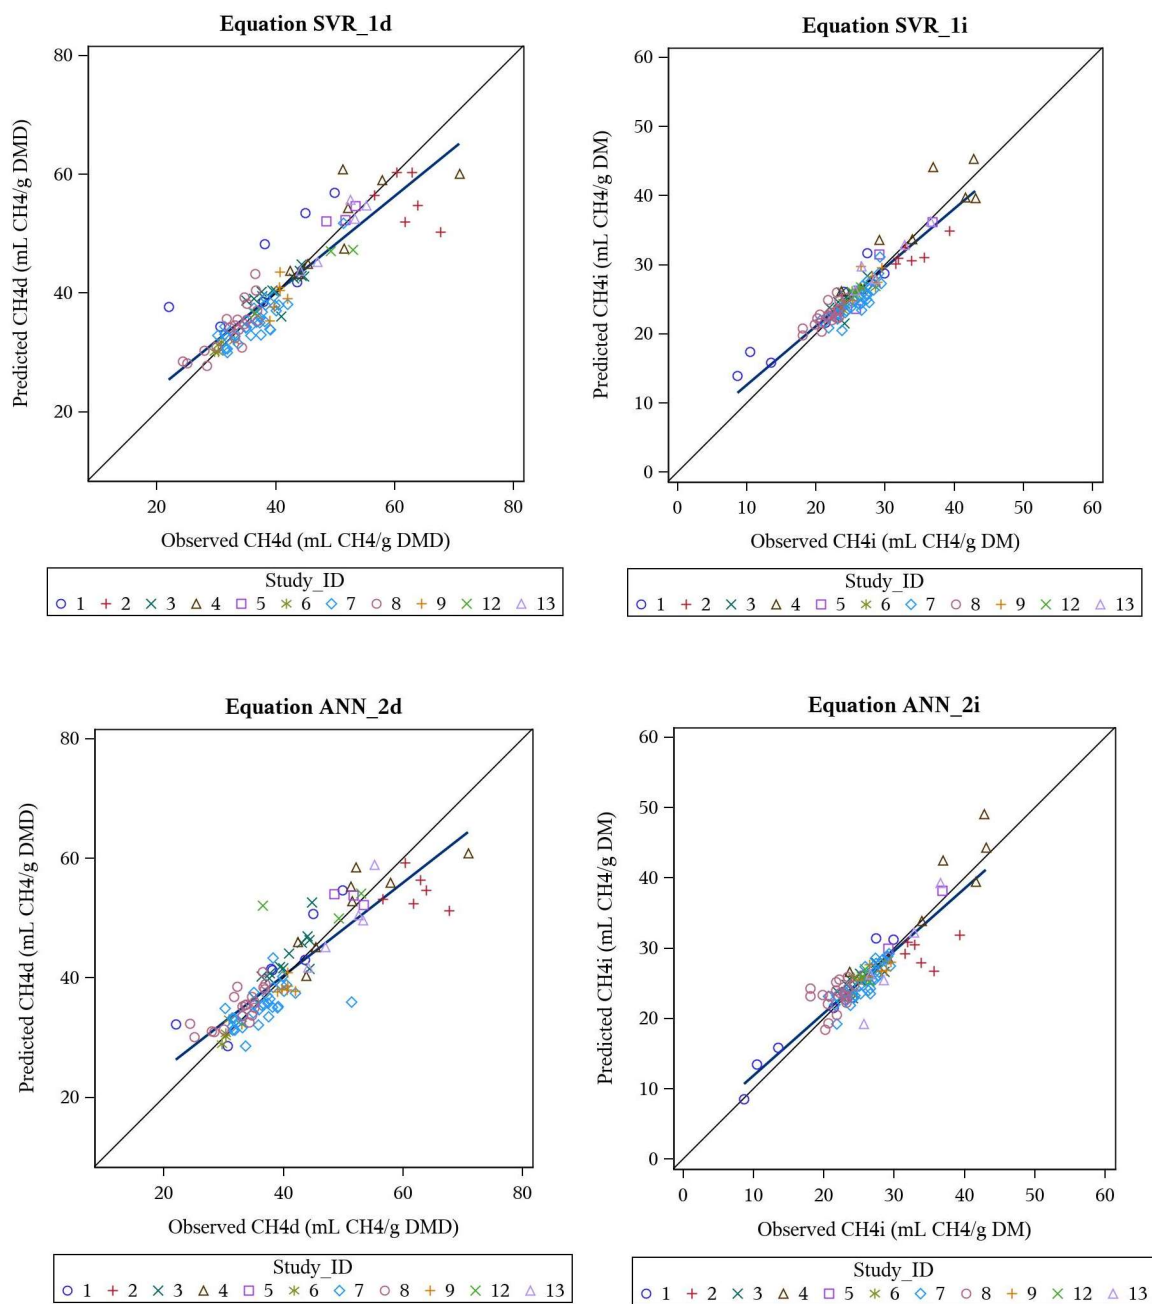 Equation SVR_1d
Predicted CH4d (mL CH4/g DMD)
80
60
40
20
20 40 60 80
Observed CH4d (mL CH4/g DMD)
Study_ID
1 2 3 4 5 6 7 8 9 12 13
Equation SVR_1i
Predicted CH4i (mL CH4/g DM)
60
50
40
30
20
10
0
0 10 20 30 40 50 60
Observed CH4i (mL CH4/g DM)
Study_ID
1 2 3 4 5 6 7 8 9 12 13
Equation ANN_2d
Predicted CH4d (mL CH4/g DMD)
80
60
40
20
20 40 60 80
Observed CH4d (mL CH4/g DMD)
Study_ID
1 2 3 4 5 6 7 8 9 12 13
Equation ANN_2i
Predicted CH4i (mL CH4/g DM)
60
50
40
30
20
10
0
0 10 20 30 40 50 60
Observed CH4i (mL CH4/g DM)
Study_ID
1 2 3 4 5 6 7 8 9 12 13